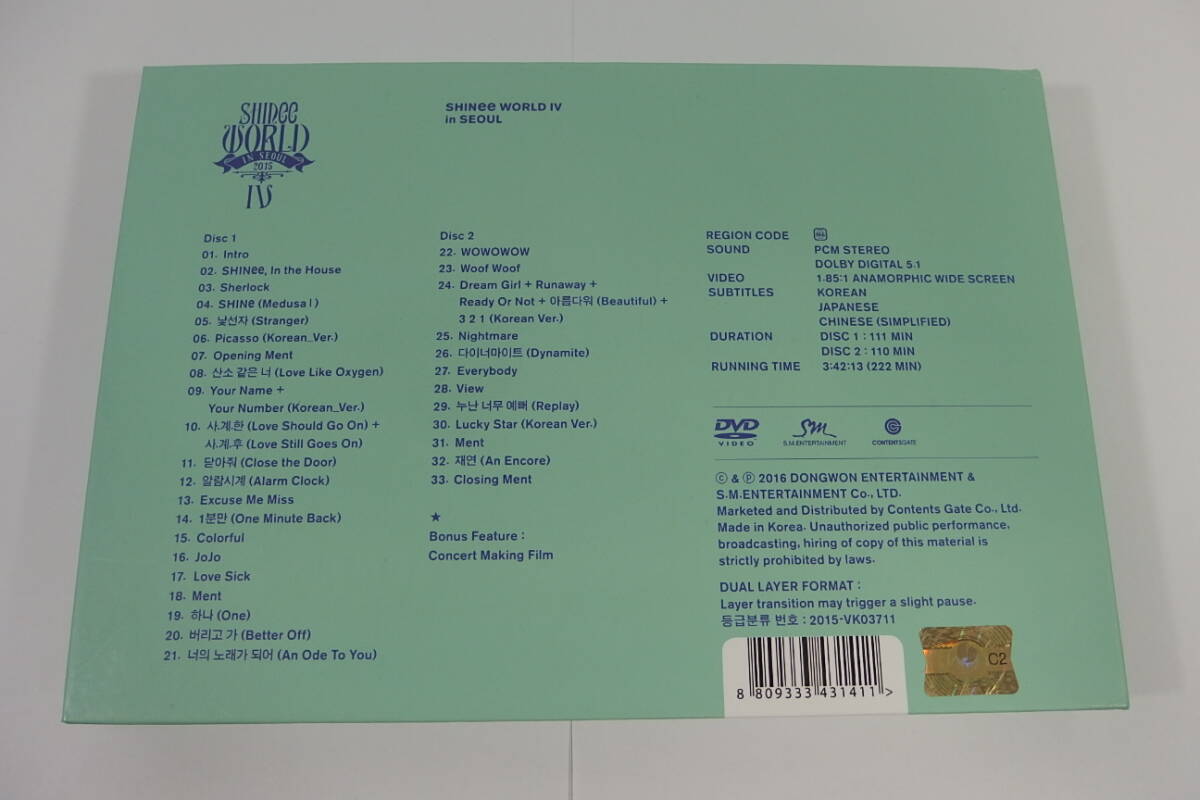 SHINee
WORLD
IN SEOUL
2015
IV
SHINee WORLD IV
in SEOUL
Disc 1
01. Intro
02. SHINee, In the House
03. Sherlock
04. SHINe (Medusa I)
05. 낯선자 (Stranger)
06. Picasso (Korean_Ver.)
07. Opening Ment
08. 산소 같은 너 (Love Like Oxygen)
09. Your Name +
Your Number (Korean_Ver.)
10. 사.계.한 (Love Should Go On) +
사.계.후 (Love Still Goes On)
11. 닫아줘 (Close the Door)
12. 알람시계 (Alarm Clock)
13. Excuse Me Miss
14. 1분만 (One Minute Back)
15. Colorful
16. JoJo
17. Love Sick
18. Ment
19. 하나 (One)
20. 버리고 가 (Better Off)
21. 너의 노래가 되어 (An Ode To You)
Disc 2
22. WOWOWOW
23. Woof Woof
24. Dream Girl + Runaway +
Ready Or Not + 아름다워 (Beautiful) +
3 2 1 (Korean Ver.)
25. Nightmare
26. 다이너마이트 (Dynamite)
27. Everybody
28. View
29. 누난 너무 예뻐 (Replay)
30. Lucky Star (Korean Ver.)
31. Ment
32. 재연 (An Encore)
33. Closing Ment
★
Bonus Feature :
Concert Making Film
REGION CODE
SOUND PCM STEREO
DOLBY DIGITAL 5.1
VIDEO 1.85:1 ANAMORPHIC WIDE SCREEN
SUBTITLES KOREAN
JAPANESE
CHINESE (SIMPLIFIED)
DURATION DISC 1 : 111 MIN
DISC 2 : 110 MIN
RUNNING TIME 3:42:13 (222 MIN)
DVD
VIDEO
SM
S.M.ENTERTAINMENT
CONTENTSGATE
ⓒ & ⓟ 2016 DONGWON ENTERTAINMENT &
S.M.ENTERTAINMENT Co., LTD.
Marketed and Distributed by Contents Gate Co., Ltd.
Made in Korea. Unauthorized public performance,
broadcasting, hiring of copy of this material is
strictly prohibited by laws.
DUAL LAYER FORMAT :
Layer transition may trigger a slight pause.
등급분류 번호 : 2015-VK03711
8 809333 431411 >
C2